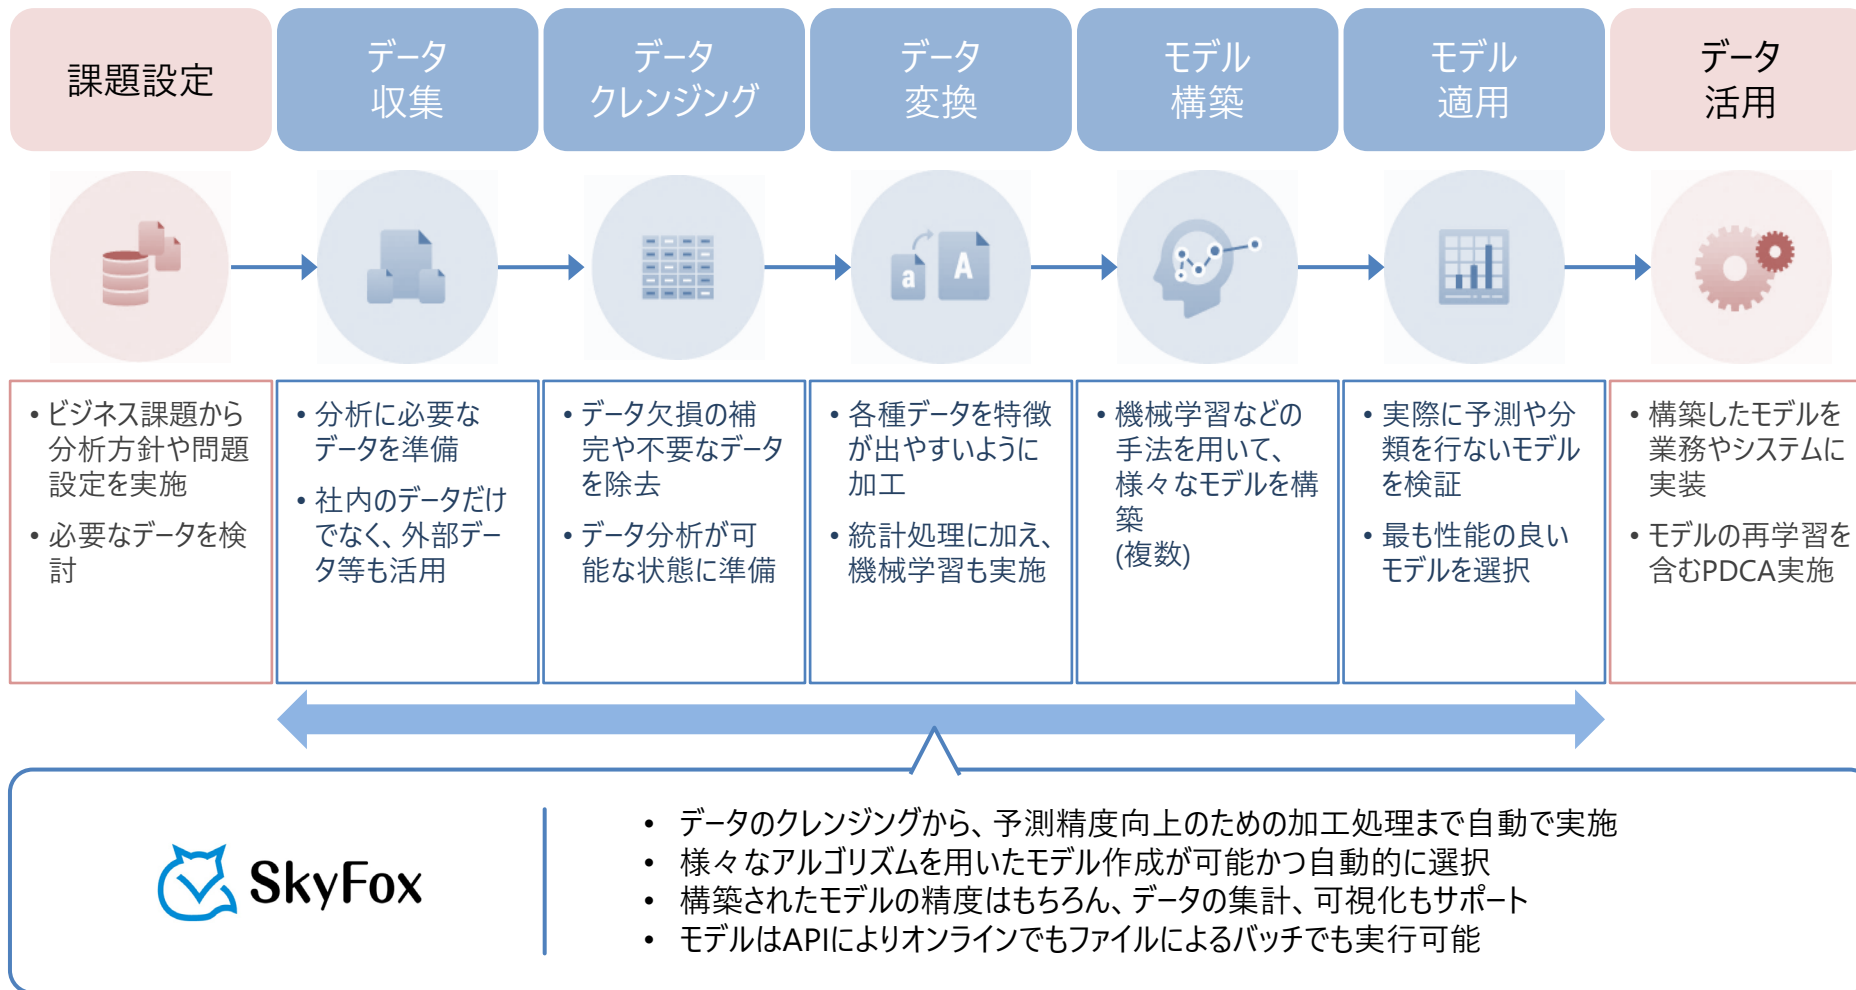 課題設定
データ
収集
データ
クレンジング
データ
変換
モデル
構築
モデル
適用
データ
活用
a
A
• ビジネス課題から
分析方針や問題
設定を実施
• 必要なデータを検
討
• 分析に必要な
データを準備
• 社内のデータだけ
でなく、外部デー
タ等も活用
• データ欠損の補
完や不要なデータ
を除去
• データ分析が可
能な状態に準備
• 各種データを特徴
が出やすいように
加工
• 統計処理に加え、
機械学習も実施
• 機械学習などの
手法を用いて、
様々なモデルを構
築
(複数)
• 実際に予測や分
類を行ないモデル
を検証
• 最も性能の良い
モデルを選択
• 構築したモデルを
業務やシステムに
実装
• モデルの再学習を
含むPDCA実施
SkyFox
• データのクレンジングから、予測精度向上のための加工処理まで自動で実施
• 様々なアルゴリズムを用いたモデル作成が可能かつ自動的に選択
• 構築されたモデルの精度はもちろん、データの集計、可視化もサポート
• モデルはAPIによりオンラインでもファイルによるバッチでも実行可能